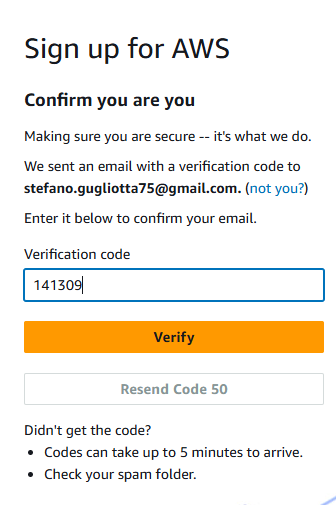 Sign up for AWS
Confirm you are you
Making sure you are secure -- it's what we do.
We sent an email with a verification code to
stefano.gugliotta75@gmail.com. (not you?)
Enter it below to confirm your email.
Verification code
141309
Verify
Resend Code 50
Didn't get the code?
• Codes can take up to 5 minutes to arrive.
• Check your spam folder.